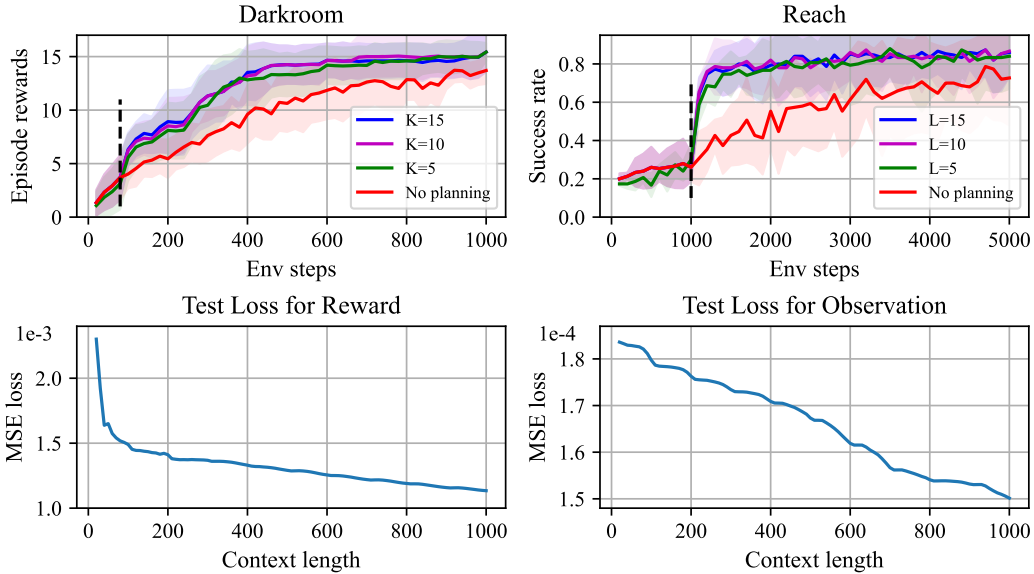 Darkroom
Episode rewards
15
10
5
0
K=15
K=10
K=5
No planning
0 200 400 600 800 1000
Env steps
Reach
Success rate
0.8
0.6
0.4
0.2
0.0
L=15
L=10
L=5
No planning
0 1000 2000 3000 4000 5000
Env steps
Test Loss for Reward
1e-3
MSE loss
2.0
1.5
1.0
0 200 400 600 800 1000
Context length
Test Loss for Observation
1e-4
MSE loss
1.8
1.7
1.6
1.5
0 200 400 600 800 1000
Context length